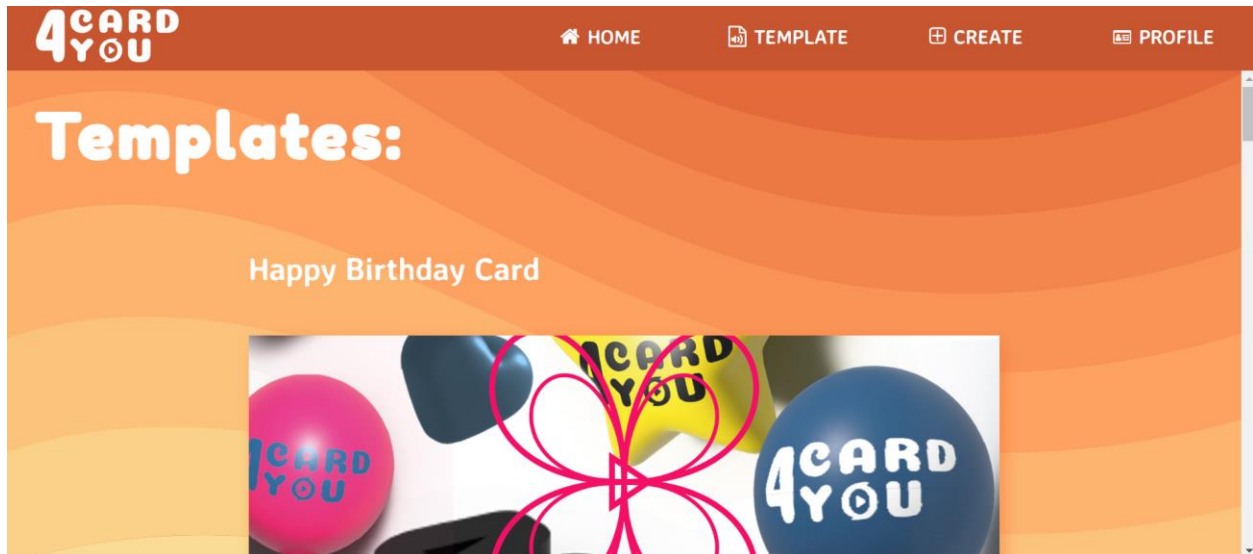 4CARD
YOU
HOME
TEMPLATE
CREATE
PROFILE
Templates:
Happy Birthday Card
4CARD
YOU
4CARD
YOU
4CARD
YOU